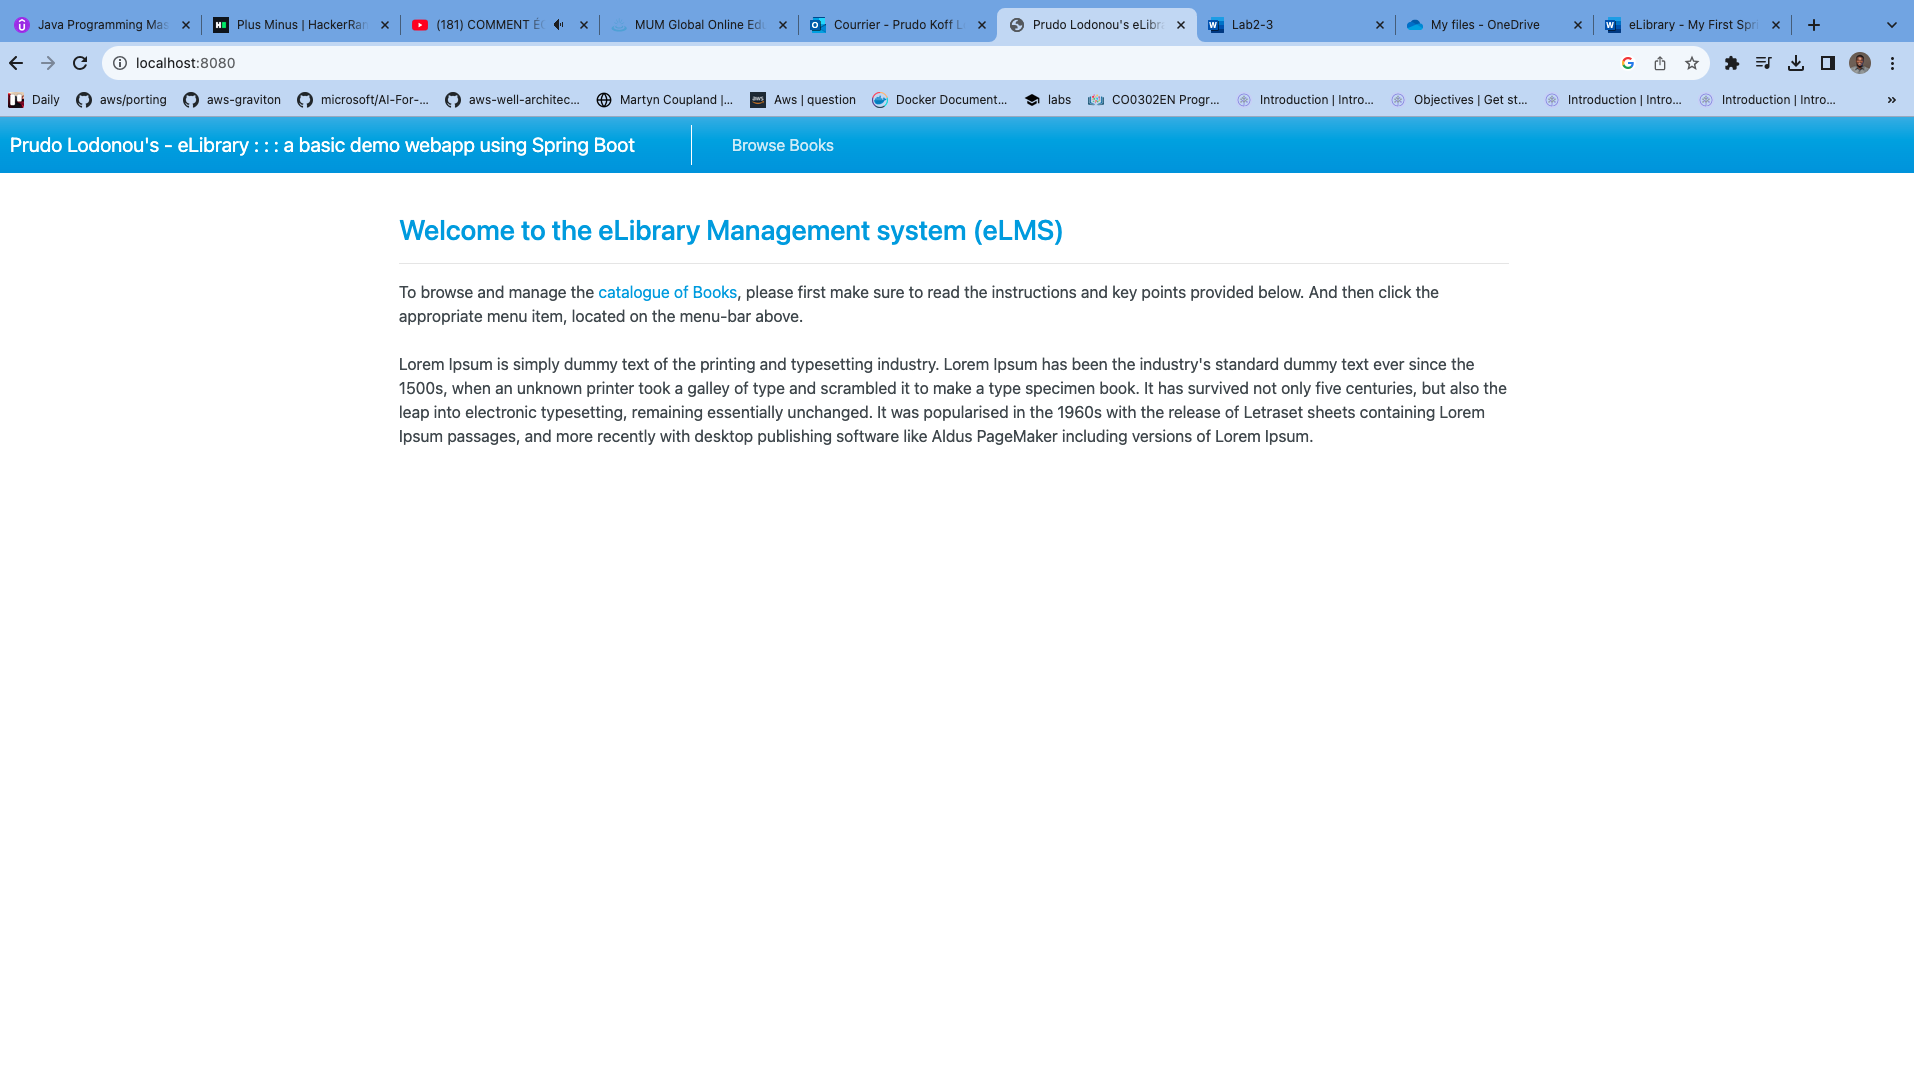 Java Programming Mas
Plus Minus | HackerRan
(181) COMMENT É
MUM Global Online Edu
Courrier - Prudo Koff L
Prudo Lodonou's eLibra
Lab2-3
My files - OneDrive
eLibrary - My First Spri
localhost:8080
Daily
aws/porting
aws-graviton
microsoft/AI-For-...
aws-well-architec...
Martyn Coupland |...
Aws | question
Docker Document...
labs
CO0302EN Progr...
Introduction | Intro...
Objectives | Get st...
Introduction | Intro...
Introduction | Intro...
»
Prudo Lodonou's - eLibrary : : : a basic demo webapp using Spring Boot
Browse Books
Welcome to the eLibrary Management system (eLMS)
To browse and manage the catalogue of Books, please first make sure to read the instructions and key points provided below. And then click the
appropriate menu item, located on the menu-bar above.
Lorem Ipsum is simply dummy text of the printing and typesetting industry. Lorem Ipsum has been the industry's standard dummy text ever since the
1500s, when an unknown printer took a galley of type and scrambled it to make a type specimen book. It has survived not only five centuries, but also the
leap into electronic typesetting, remaining essentially unchanged. It was popularised in the 1960s with the release of Letraset sheets containing Lorem
Ipsum passages, and more recently with desktop publishing software like Aldus PageMaker including versions of Lorem Ipsum.